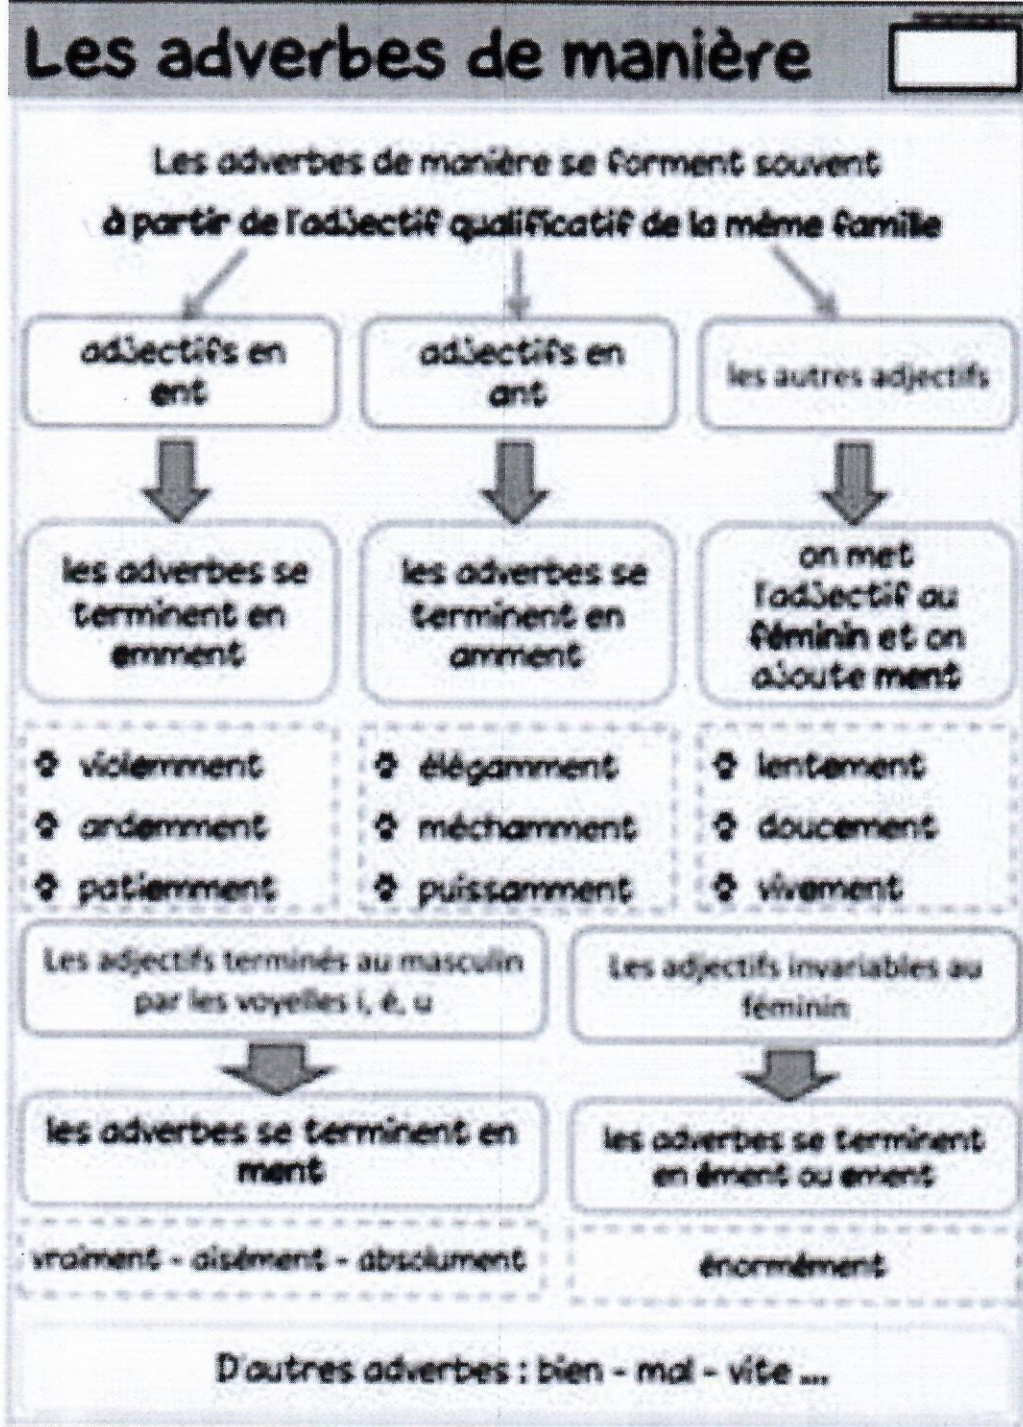 Les adverbes de manière
Les adverbes de manière se forment souvent
à partir de l'adjectif qualificatif de la même famille
adjectifs en
ent
adjectifs en
ant
les autres adjectifs
les adverbes se
terminent en
emment
les adverbes se
terminent en
amment
on met
l'adjectif au
féminin et on
ajoute ment
violemment
ardemment
patiemment
élégamment
méchamment
puissamment
lentement
doucement
vivement
Les adjectifs terminés au masculin
par les voyelles i, é, u
Les adjectifs invariables au
féminin
les adverbes se terminent en
ment
les adverbes se terminent
en ément ou ement
vraiment - aisément - absolument
énormément
D'autres adverbes : bien - mal - vite ...